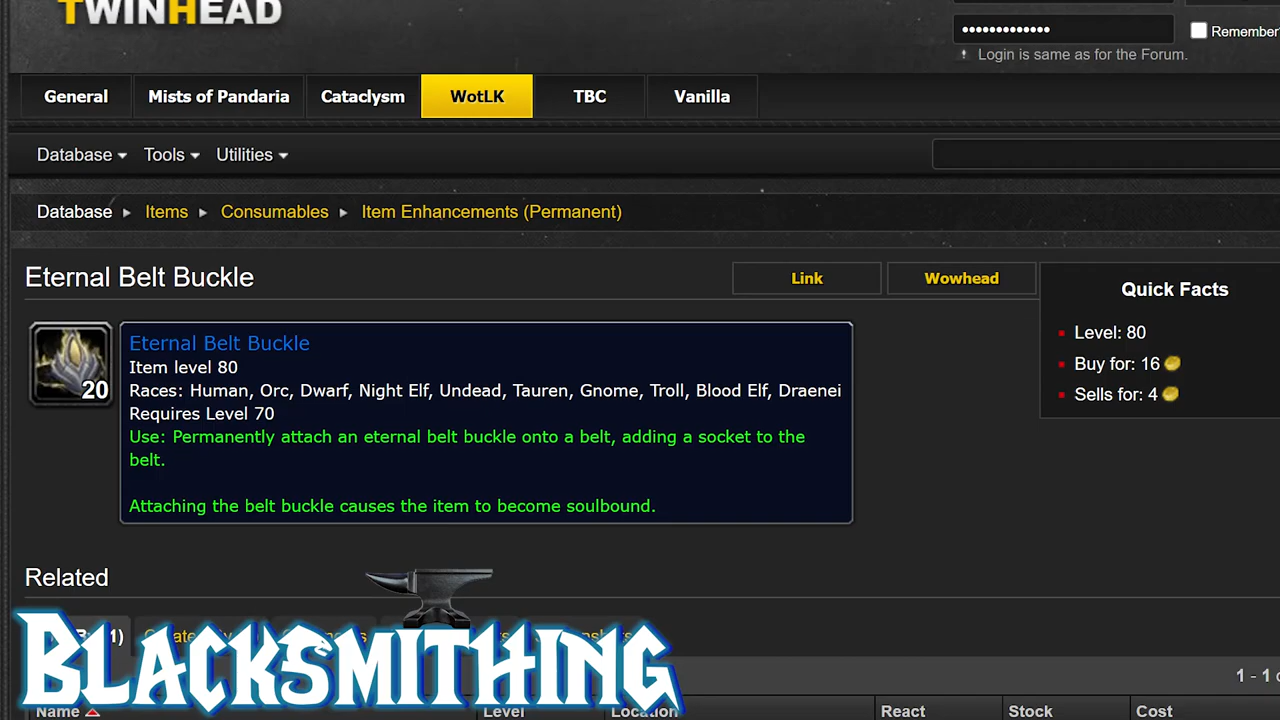 TWINHEAD
•••••••••••••
Remember
Login is same as for the Forum.
General
Mists of Pandaria
Cataclysm
WotLK
TBC
Vanilla
Database
Tools
Utilities
Database
Items
Consumables
Item Enhancements (Permanent)
Eternal Belt Buckle
Link
Wowhead
Quick Facts
Level: 80
Buy for: 16
Sells for: 4
20
Eternal Belt Buckle
Item level 80
Races: Human, Orc, Dwarf, Night Elf, Undead, Tauren, Gnome, Troll, Blood Elf, Draenei
Requires Level 70
Use: Permanently attach an eternal belt buckle onto a belt, adding a socket to the
belt.
Attaching the belt buckle causes the item to become soulbound.
Related
BLACKSMITHING
1 - 1
Name
Level
Location
React
Stock
Cost